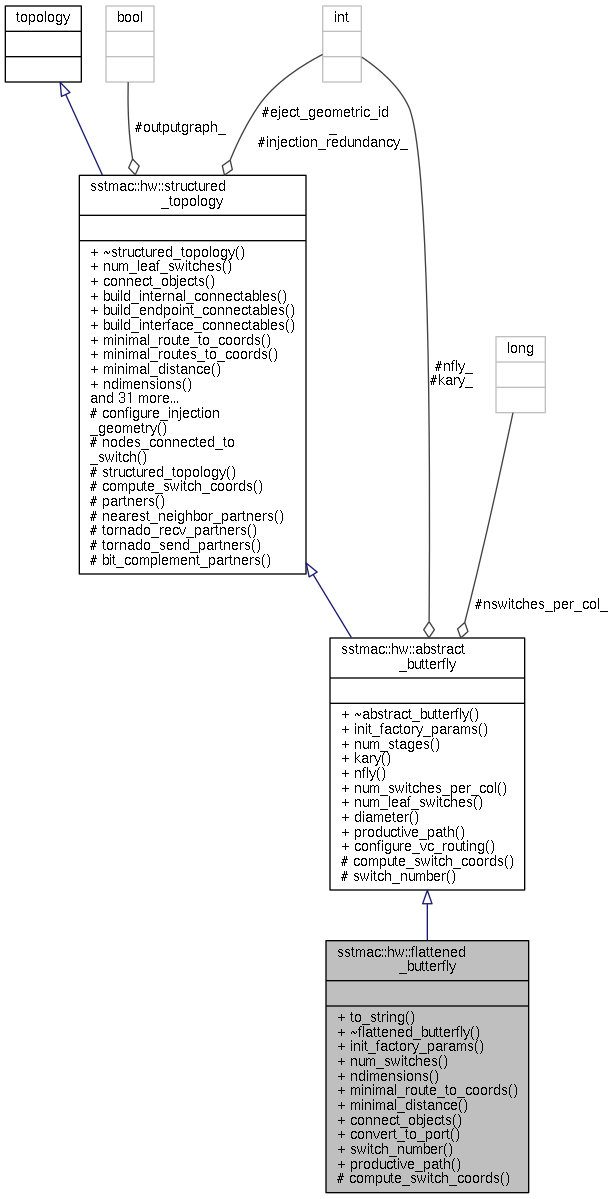 topology
bool
int
#outputgraph_
#eject_geometric_id
_
#injection_redundancy_
sstmac::hw::structured
_topology
+ ~structured_topology()
+ num_leaf_switches()
+ connect_objects()
+ build_internal_connectables()
+ build_endpoint_connectables()
+ build_interface_connectables()
+ minimal_route_to_coords()
+ minimal_routes_to_coords()
+ minimal_distance()
+ ndimensions()
and 31 more...
# configure_injection
_geometry()
# nodes_connected_to
_switch()
# structured_topology()
# compute_switch_coords()
# partners()
# nearest_neighbor_partners()
# tornado_recv_partners()
# tornado_send_partners()
# bit_complement_partners()
long
#nfly_
#kary_
#nswitches_per_col_
sstmac::hw::abstract
_butterfly
+ ~abstract_butterfly()
+ init_factory_params()
+ num_stages()
+ kary()
+ nfly()
+ num_switches_per_col()
+ num_leaf_switches()
+ diameter()
+ productive_path()
+ configure_vc_routing()
# compute_switch_coords()
# switch_number()
sstmac::hw::flattened
_butterfly
+ to_string()
+ ~flattened_butterfly()
+ init_factory_params()
+ num_switches()
+ ndimensions()
+ minimal_route_to_coords()
+ minimal_distance()
+ connect_objects()
+ convert_to_port()
+ switch_number()
+ productive_path()
# compute_switch_coords()